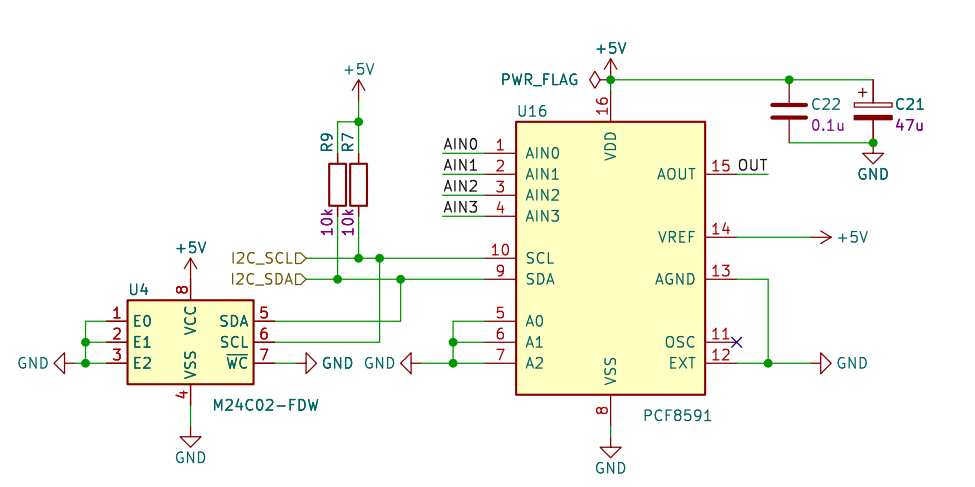 +5V
PWR_FLAG
+5V
16
VDD
C22
0.1u
+
C21
47u
GND
U16
R9
R7
10k
10k
AIN0
1
AIN0
AIN1
2
AIN1
AIN2
3
AIN2
AIN3
4
AIN3
AOUT
15
OUT
VREF
14
+5V
I2C_SCL
10
SCL
I2C_SDA
9
SDA
AGND
13
+5V
U4
8
VCC
1
E0
2
E1
3
E2
GND
SDA
5
SCL
6
WC
7
GND
VSS
4
M24C02-FDW
GND
5
A0
6
A1
7
A2
GND
OSC
11
EXT
12
GND
VSS
8
PCF8591
GND